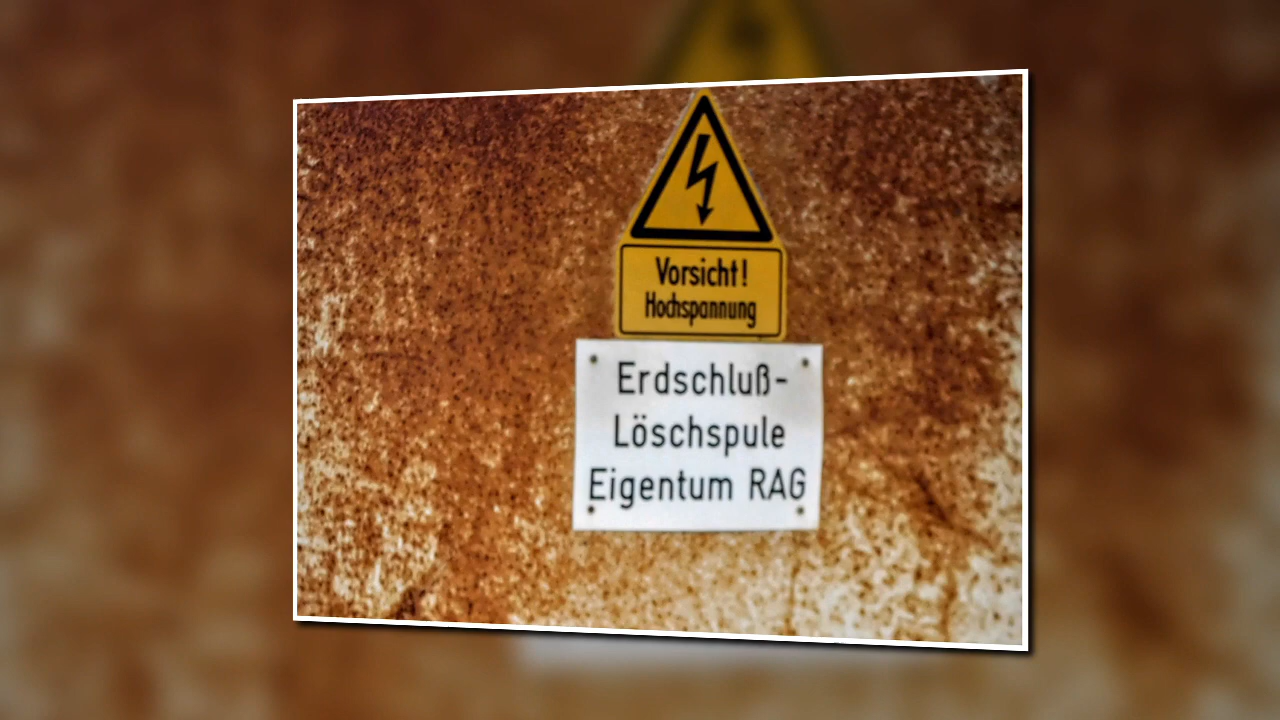 Vorsicht!
Hochspannung
Erdschluß-
Löschspule
Eigentum RAG